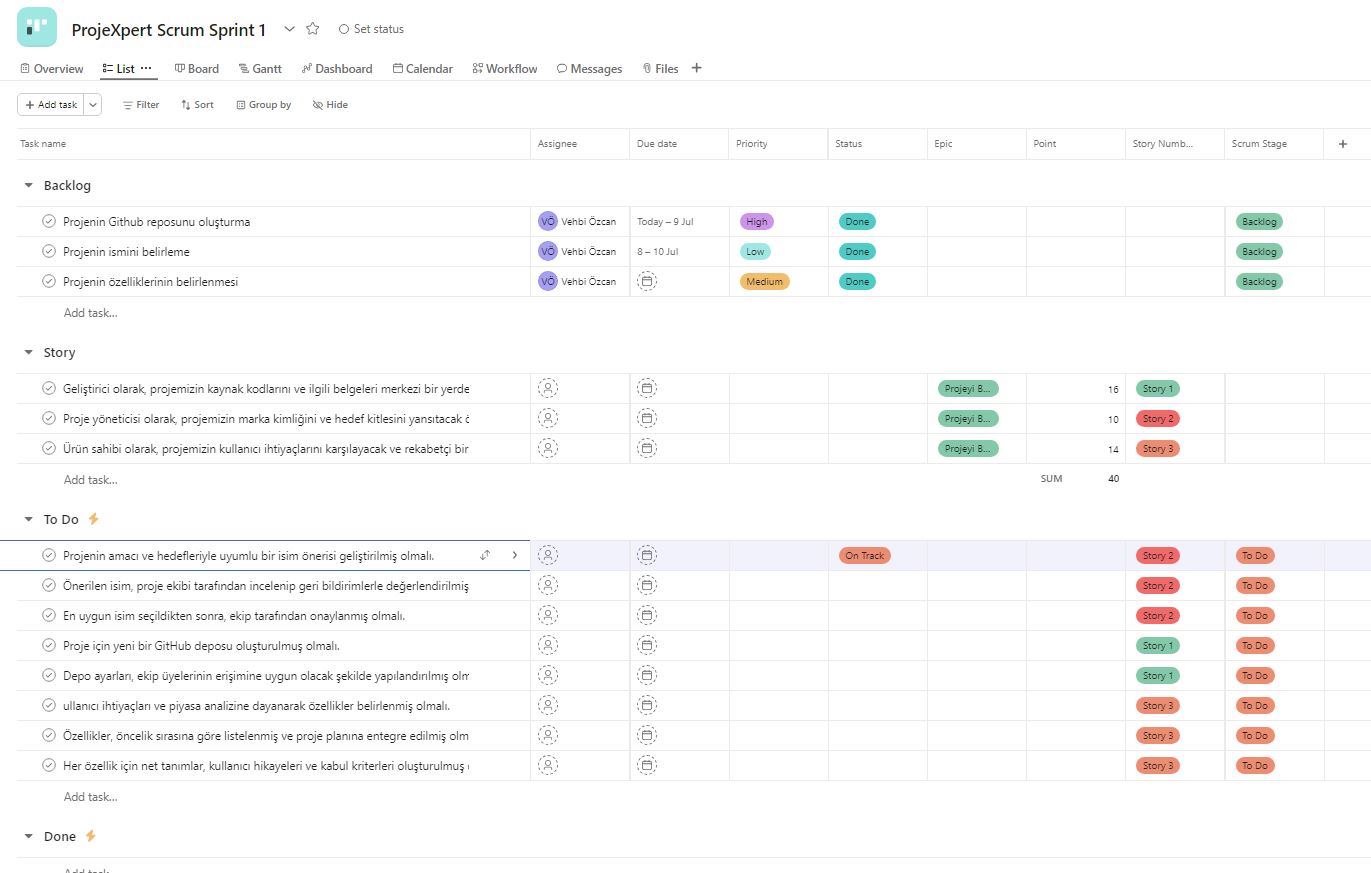 ProjeXpert Scrum Sprint 1 Set status
Overview List Board Gantt Dashboard Calendar Workflow Messages Files
Add task Filter Sort Group by Hide
Task name Assignee Due date Priority Status Epic Point Story Numb... Scrum Stage
Backlog
Projenin Github reposunu oluşturma VÖ Vehbi Özcan Today – 9 Jul High Done Backlog
Projenin ismini belirleme VÖ Vehbi Özcan 8 – 10 Jul Low Done Backlog
Projenin özelliklerinin belirlenmesi VÖ Vehbi Özcan Medium Done Backlog
Add task...
Story
Geliştirici olarak, projemizin kaynak kodlarını ve ilgili belgeleri merkezi bir yerde Projeyi B... 16 Story 1
Proje yöneticisi olarak, projemizin marka kimliğini ve hedef kitlesini yansıtacak Projeyi B... 10 Story 2
Ürün sahibi olarak, projemizin kullanıcı ihtiyaçlarını karşılayacak ve rekabetçi bir Projeyi B... 14 Story 3
Add task... SUM 40
To Do
Projenin amacı ve hedefleriyle uyumlu bir isim önerisi geliştirilmiş olmalı. On Track Story 2 To Do
Önerilen isim, proje ekibi tarafından incelenip geri bildirimlerle değerlendirilmiş Story 2 To Do
En uygun isim seçildikten sonra, ekip tarafından onaylanmış olmalı. Story 2 To Do
Proje için yeni bir GitHub deposu oluşturulmuş olmalı. Story 1 To Do
Depo ayarları, ekip üyelerinin erişimine uygun olacak şekilde yapılandırılmış olm Story 1 To Do
ullanıcı ihtiyaçları ve piyasa analizine dayanarak özellikler belirlenmiş olmalı. Story 3 To Do
Özellikler, öncelik sırasına göre listelenmiş ve proje planına entegre edilmiş olm Story 3 To Do
Her özellik için net tanımlar, kullanıcı hikayeleri ve kabul kriterleri oluşturulmuş Story 3 To Do
Add task...
Done